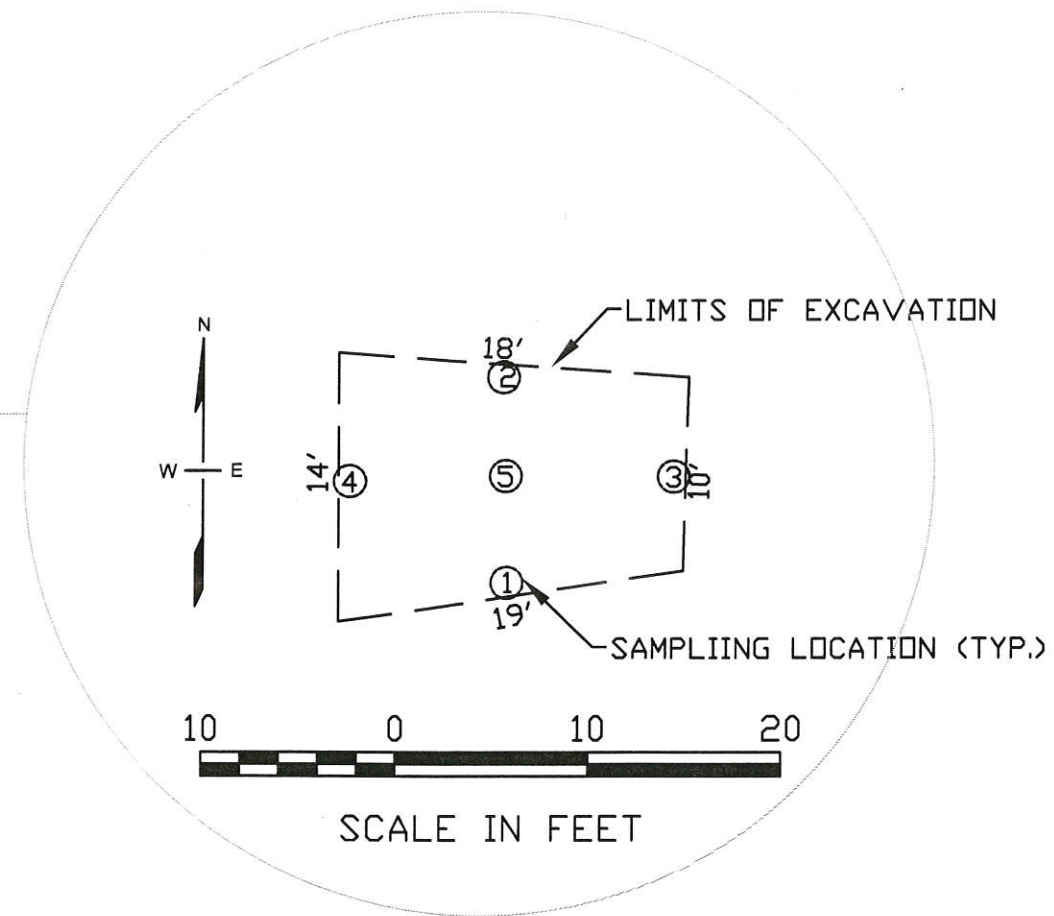 LIMITS OF EXCAVATION
N
18'
2
W E
14'
4
5
3
10'
1
19'
SAMPLIING LOCATION (TYP.)
10 0 10 20
SCALE IN FEET